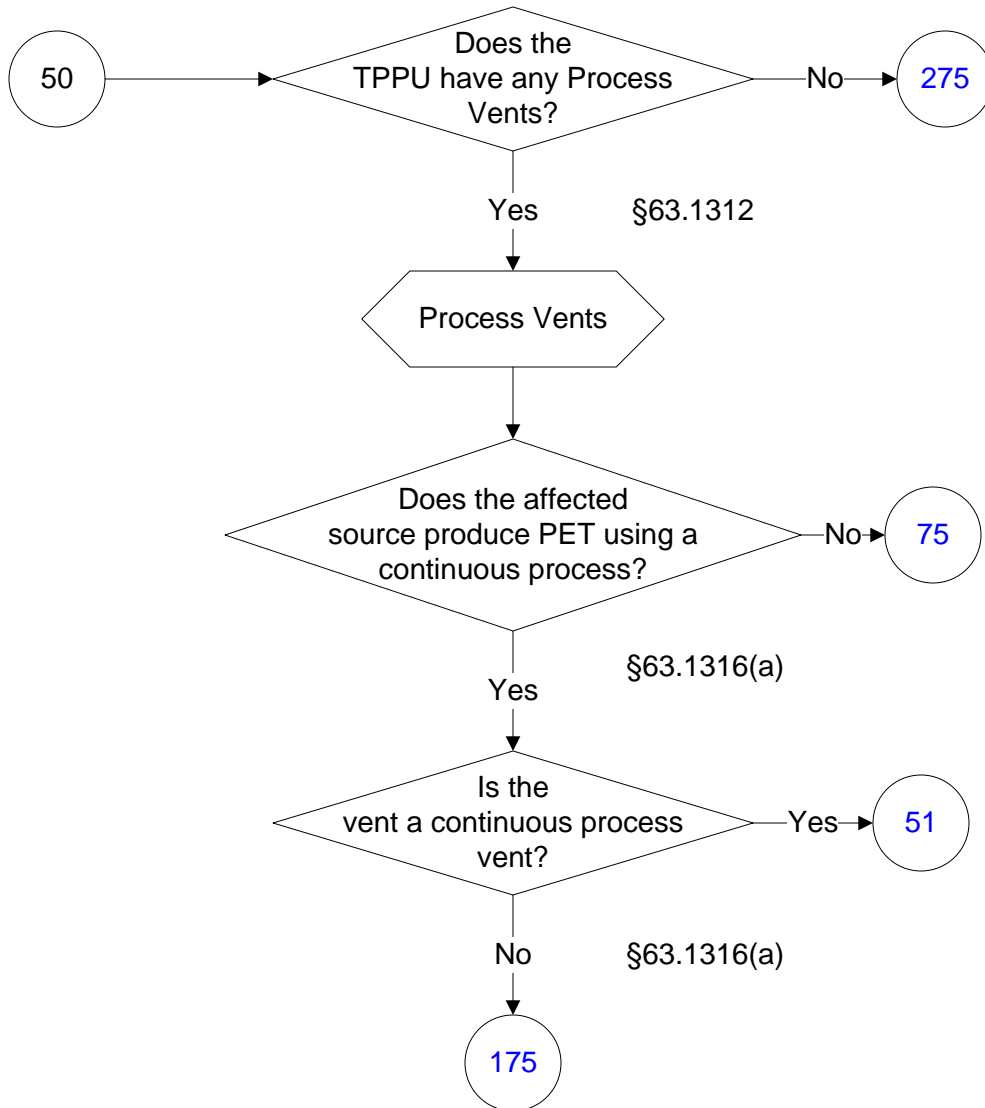 50
Does the
TPPU have any Process
Vents?
No
275
Yes
§63.1312
Process Vents
Does the affected
source produce PET using a
continuous process?
No
75
Yes
§63.1316(a)
Is the
vent a continuous process
vent?
Yes
51
No
§63.1316(a)
175